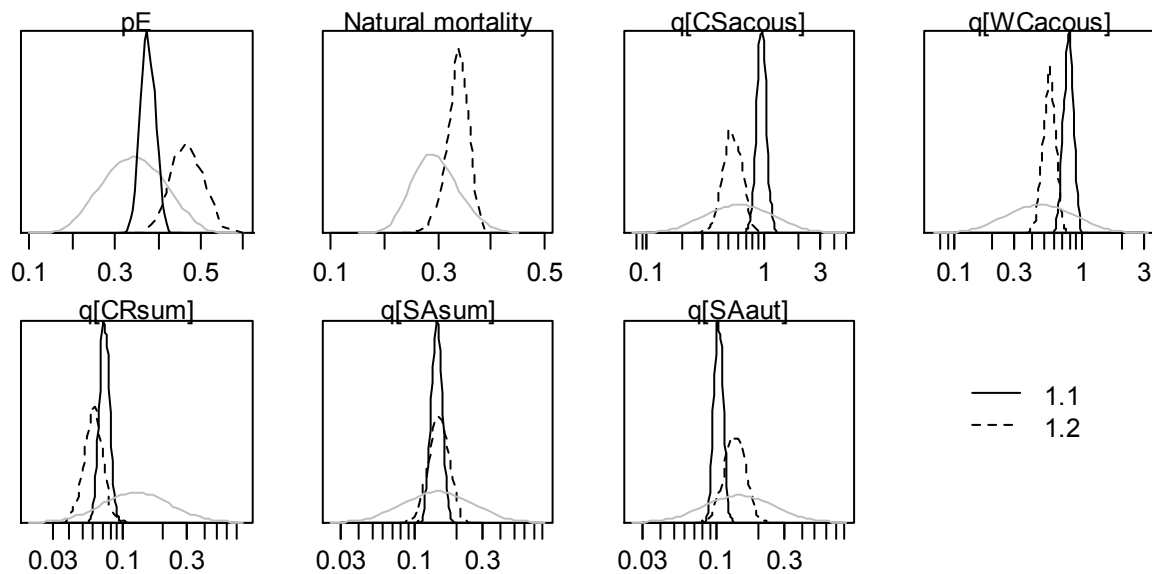 pE Natural mortality q[CSacous] q[WCacous]
0.1 0.3 0.5 0.1 0.3 0.5 0.1 1 3 0.1 0.3 1 3
q[CRsum] q[SAsum] q[SAaut]
1.1
1.2
0.03 0.1 0.3 0.03 0.1 0.3 0.03 0.1 0.3